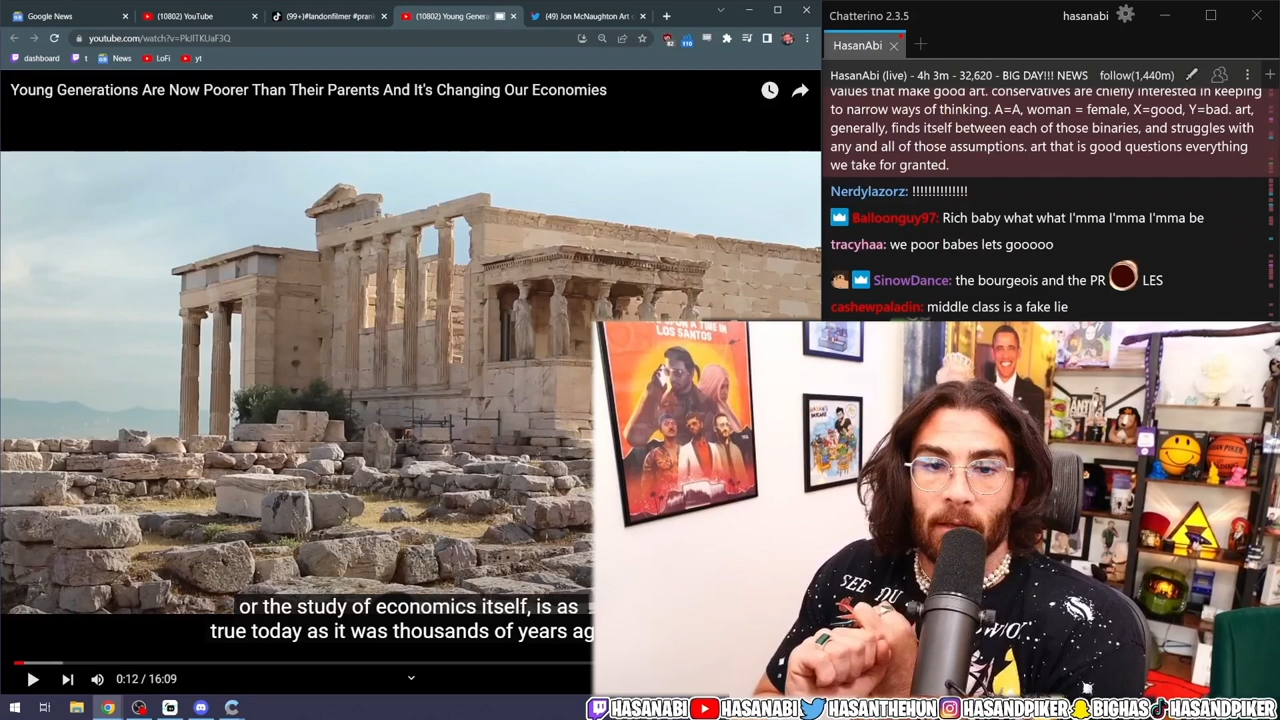 Google News
(10802) YouTube
(99+)#landonfilmer #pran
(10802) Young Genera
(49) Jon McNaughton Art
youtube.com/watch?v=PkJlTKUaF3Q
82
110
dashboard
t
News
LoFi
yt
Young Generations Are Now Poorer Than Their Parents And It's Changing Our Economies
or the study of economics itself, is as
true today as it was thousands of years ag
0:12 / 16:09
Chatterino 2.3.5
hasanabi
HasanAbi
HasanAbi (live) - 4h 3m - 32,620 - BIG DAY!!! NEWS
follow(1,440m)
values that make good art. conservatives are chiefly interested in keeping
to narrow ways of thinking. A=A, woman = female, X=good, Y=bad. art,
generally, finds itself between each of those binaries, and struggles with
any and all of those assumptions. art that is good questions everything
we take for granted.
Nerdylazorz: !!!!!!!!!!!!!!
Balloonguy97: Rich baby what what I'mma I'mma I'mma be
tracyhaa: we poor babes lets gooooo
SinowDance: the bourgeois and the PR LES
cashewpaladin: middle class is a fake lie
LOS SANTOS
SEE YOU
HASANABI
HASANABI
HASANTHEHUN
HASANDPIKER
BIGHAS
HASANDPIKER